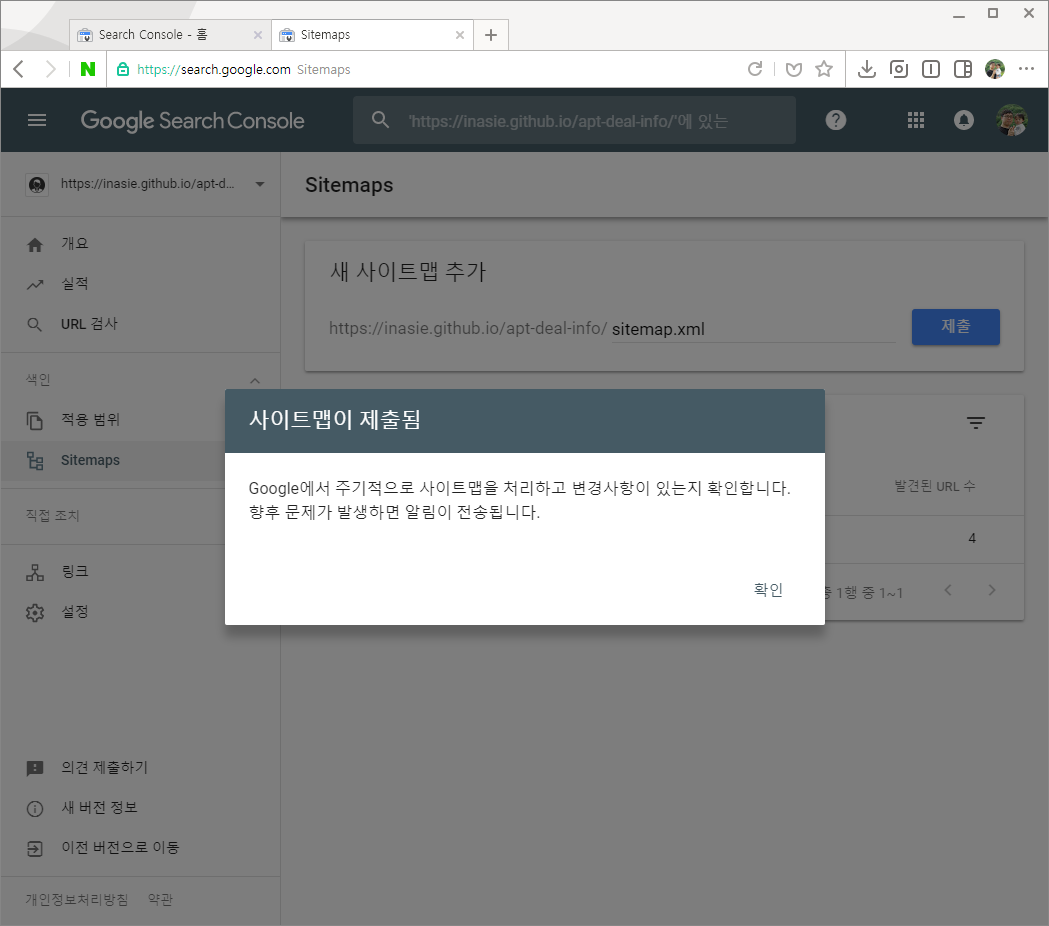 Search Console - 홈
Sitemaps
N
https://search.google.com Sitemaps
Google Search Console
'https://inasie.github.io/apt-deal-info/'에 있는
https://inasie.github.io/apt-d...
Sitemaps
개요
실적
URL 검사
색인
적용 범위
Sitemaps
직접 조치
링크
설정
의견 제출하기
새 버전 정보
이전 버전으로 이동
개인정보처리방침 약관
새 사이트맵 추가
https://inasie.github.io/apt-deal-info/ sitemap.xml
제출
발견된 URL 수
4
1행 중 1~1
사이트맵이 제출됨
Google에서 주기적으로 사이트맵을 처리하고 변경사항이 있는지 확인합니다.
향후 문제가 발생하면 알림이 전송됩니다.
확인